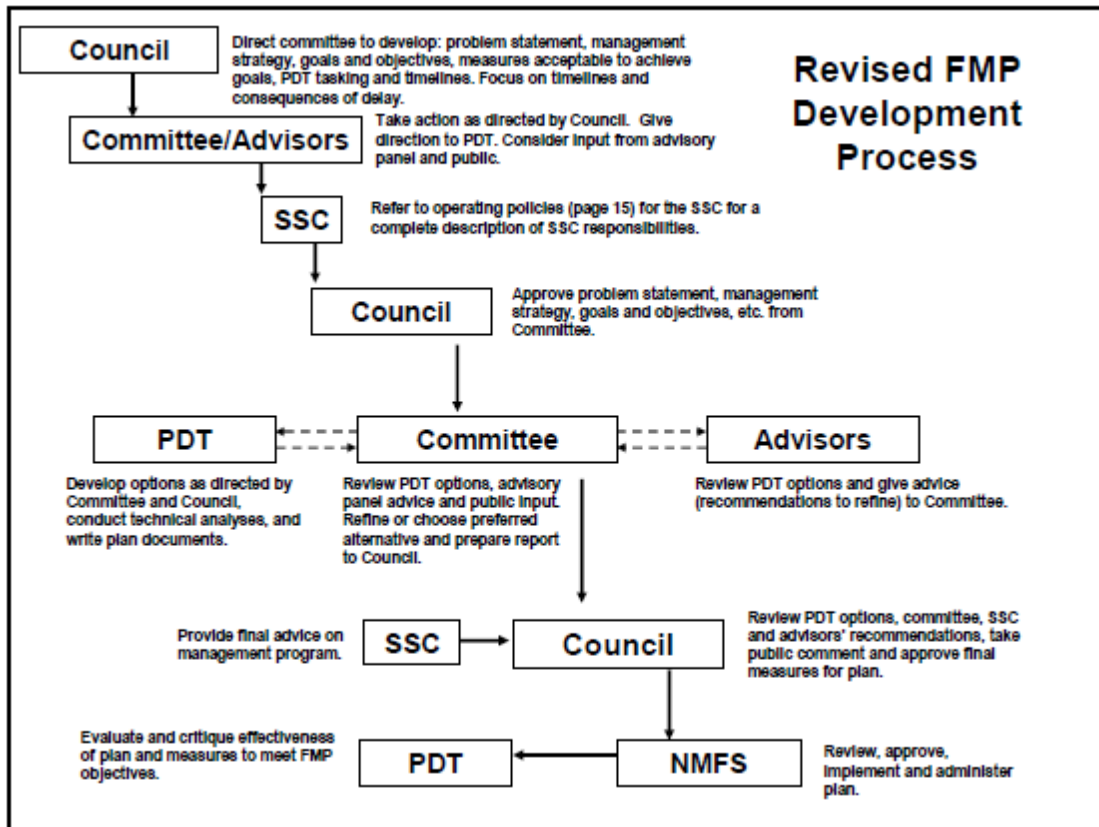 Council
Direct committee to develop: problem statement, management
strategy, goals and objectives, measures acceptable to achieve
goals, PDT tasking and timelines. Focus on timelines and
consequences of delay.
Revised FMP
Development
Process
Committee/Advisors
Take action as directed by Council. Give
direction to PDT. Consider input from advisory
panel and public.
SSC
Refer to operating policies (page 15) for the SSC for a
complete description of SSC responsibilities.
Council
Approve problem statement, management
strategy, goals and objectives, etc. from
Committee.
PDT
Develop options as directed by
Committee and Council,
conduct technical analyses, and
write plan documents.
Committee
Review PDT options, advisory
panel advice and public input.
Refine or choose preferred
alternative and prepare report
to Council.
Advisors
Review PDT options and give advice
(recommendations to refine) to Committee.
Provide final advice on
management program.
SSC
Council
Review PDT options, committee, SSC
and advisors' recommendations, take
public comment and approve final
measures for plan.
Evaluate and critique effectiveness
of plan and measures to meet FMP
objectives.
PDT
NMFS
Review, approve,
implement and administer
plan.